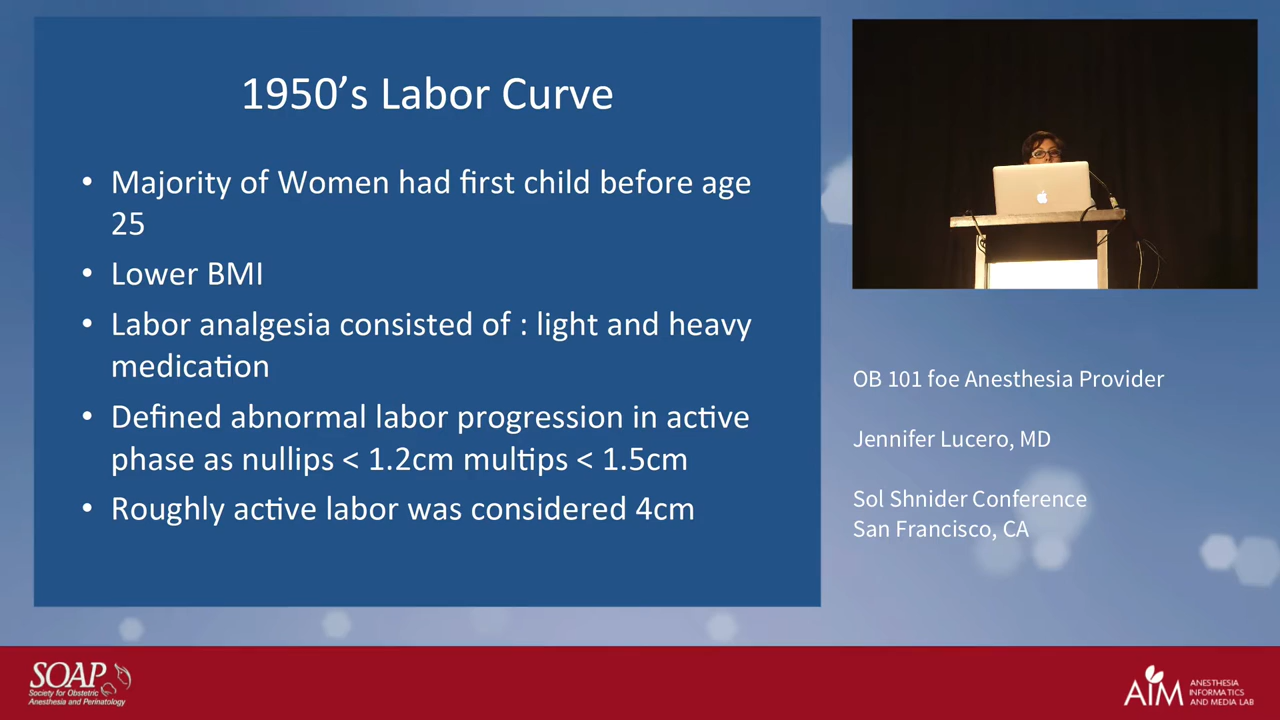 1950's Labor Curve
• Majority of Women had first child before age
25
• Lower BMI
• Labor analgesia consisted of : light and heavy
medication
• Defined abnormal labor progression in active
phase as nullips < 1.2cm multips < 1.5cm
• Roughly active labor was considered 4cm
OB 101 foe Anesthesia Provider
Jennifer Lucero, MD
Sol Shnider Conference
San Francisco, CA
SOAP
Society for Obstetric
Anesthesia and Perinatology
AIM
ANESTHESIA
INFORMATICS
AND MEDIA LAB